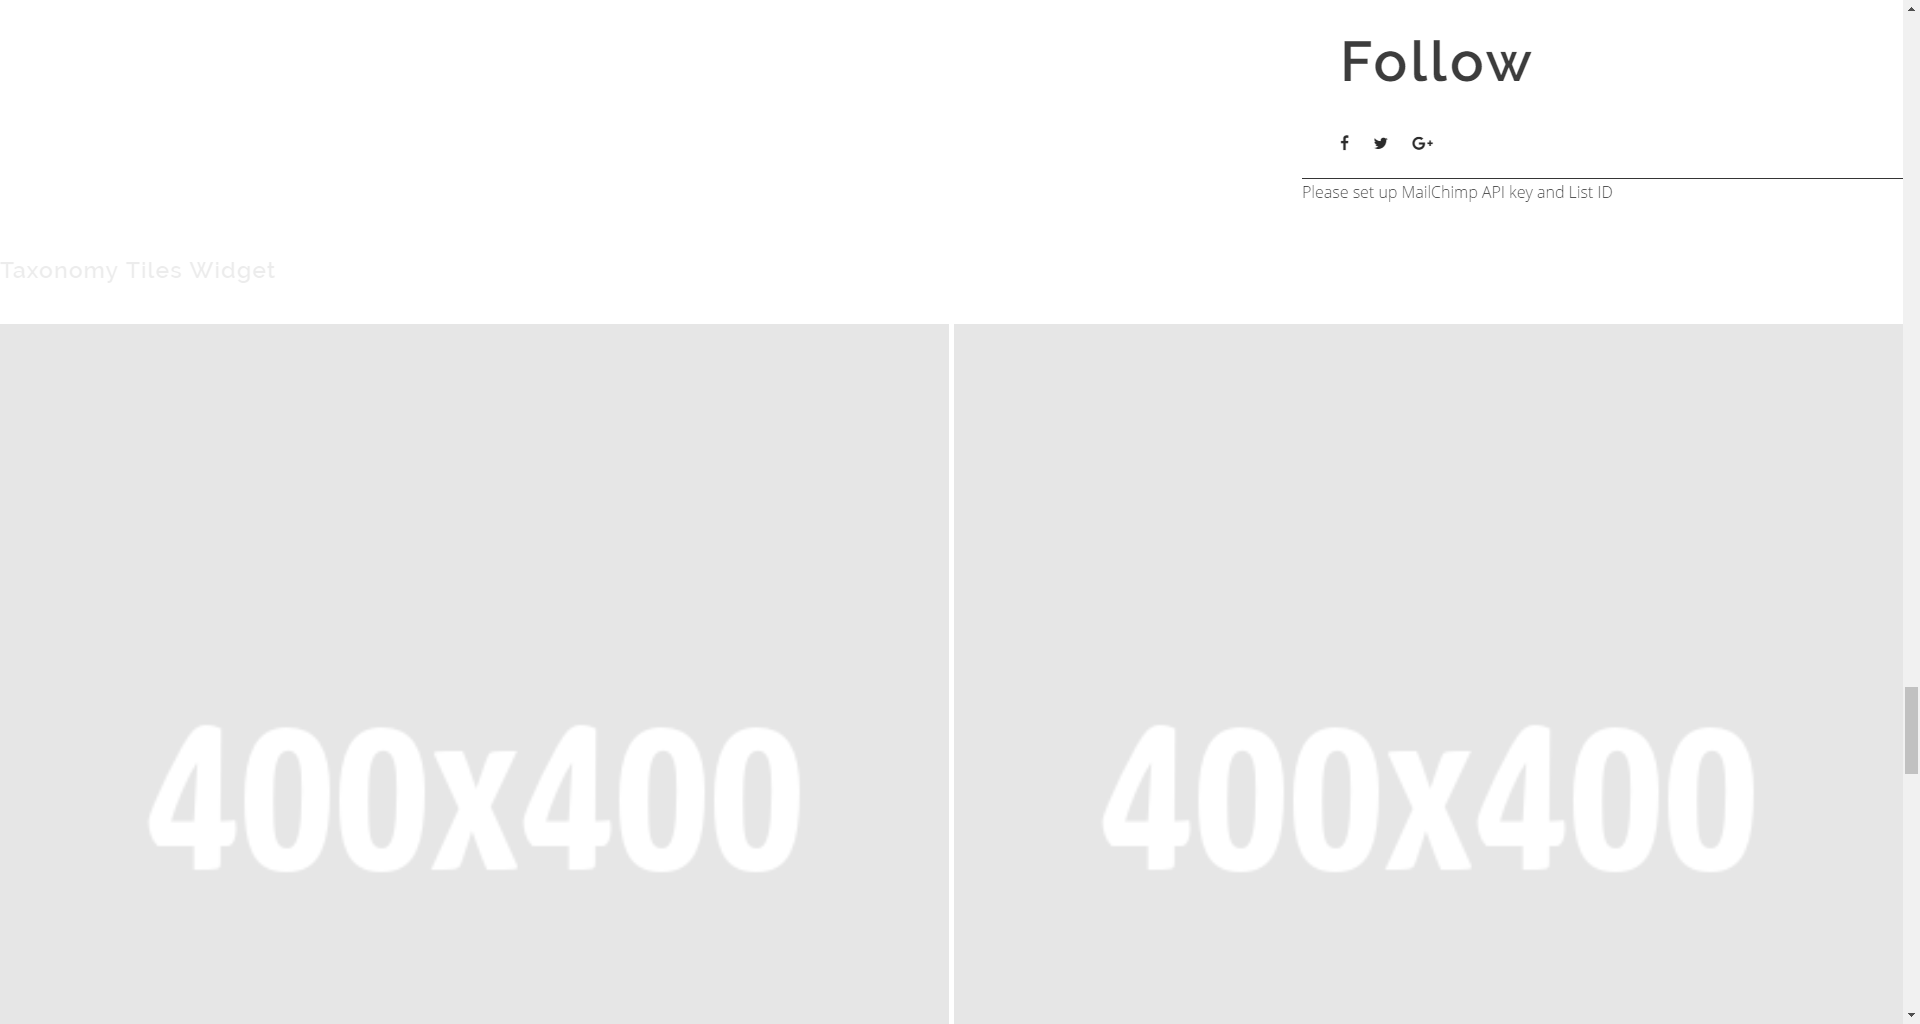 Follow
Please set up MailChimp API key and List ID
Taxonomy Tiles Widget
400x400
400x400